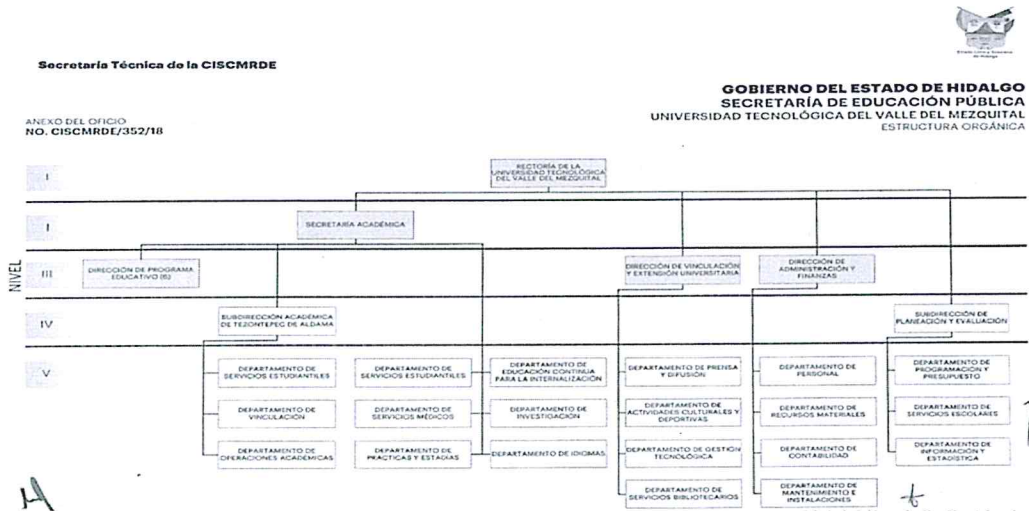 Secretaría Técnica de la CISCMRDE
GOBIERNO DEL ESTADO DE HIDALGO
SECRETARÍA DE EDUCACIÓN PÚBLICA
UNIVERSIDAD TECNOLÓGICA DEL VALLE DEL MEZQUITAL
ESTRUCTURA ORGÁNICA
ANEXO DEL OFICIO
NO. CISCMRDE/352/18
NIVEL
I
RECTORÍA DE LA
UNIVERSIDAD TECNOLÓGICA
DEL VALLE DEL MEZQUITAL
I
SECRETARÍA ACADÉMICA
III
DIRECCIÓN DE PROGRAMA
EDUCATIVO (6)
DIRECCIÓN DE VINCULACIÓN
Y EXTENSIÓN UNIVERSITARIA
DIRECCIÓN DE
ADMINISTRACIÓN Y
FINANZAS
IV
SUBDIRECCIÓN ACADÉMICA
DE TEZONTEPEC DE ALDAMA
SUBDIRECCIÓN DE
PLANEACIÓN Y EVALUACIÓN
V
DEPARTAMENTO DE
SERVICIOS ESTUDIANTILES
DEPARTAMENTO DE
SERVICIOS ESTUDIANTILES
DEPARTAMENTO DE
EDUCACIÓN CONTINUA
PARA LA INTERNALIZACIÓN
DEPARTAMENTO DE PRENSA
Y DIFUSIÓN
DEPARTAMENTO DE
PERSONAL
DEPARTAMENTO DE
PROGRAMACIÓN Y
PRESUPUESTO
DEPARTAMENTO DE
VINCULACIÓN
DEPARTAMENTO DE
SERVICIOS MÉDICOS
DEPARTAMENTO DE
INVESTIGACIÓN
DEPARTAMENTO DE
ACTIVIDADES CULTURALES Y
DEPORTIVAS
DEPARTAMENTO DE
RECURSOS MATERIALES
DEPARTAMENTO DE
SERVICIOS ESCOLARES
DEPARTAMENTO DE
OPERACIONES ACADÉMICAS
DEPARTAMENTO DE
PRÁCTICAS Y ESTADÍAS
DEPARTAMENTO DE IDIOMAS
DEPARTAMENTO DE GESTIÓN
TECNOLÓGICA
DEPARTAMENTO DE
CONTABILIDAD
DEPARTAMENTO DE
INFORMACIÓN Y
ESTADÍSTICA
DEPARTAMENTO DE
SERVICIOS BIBLIOTECARIOS
DEPARTAMENTO DE
MANTENIMIENTO E
INSTALACIONES